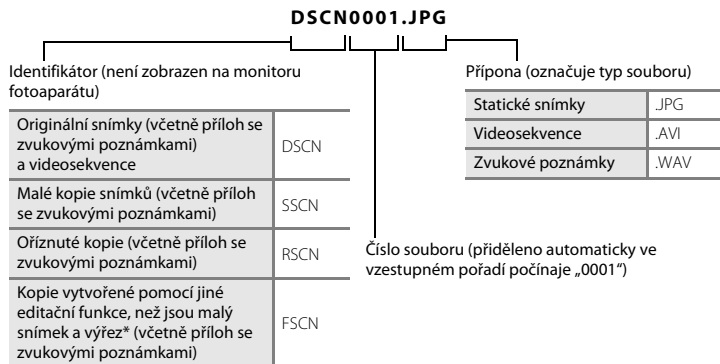 DSCN0001.JPG
Identifikátor (není zobrazen na monitoru
fotoaparátu)
Originální snímky (včetně příloh se
zvukovými poznámkami)
a videosekvence
DSCN
Malé kopie snímků (včetně příloh
se zvukovými poznámkami)
SSCN
Oříznuté kopie (včetně příloh se
zvukovými poznámkami)
RSCN
Kopie vytvořené pomocí jiné
editační funkce, než jsou malý
snímek a výřez* (včetně příloh se
zvukovými poznámkami)
FSCN
Přípona (označuje typ souboru)
Statické snímky .JPG
Videosekvence .AVI
Zvukové poznámky .WAV
Číslo souboru (přiděleno automaticky ve
vzestupném pořadí počínaje „0001“)